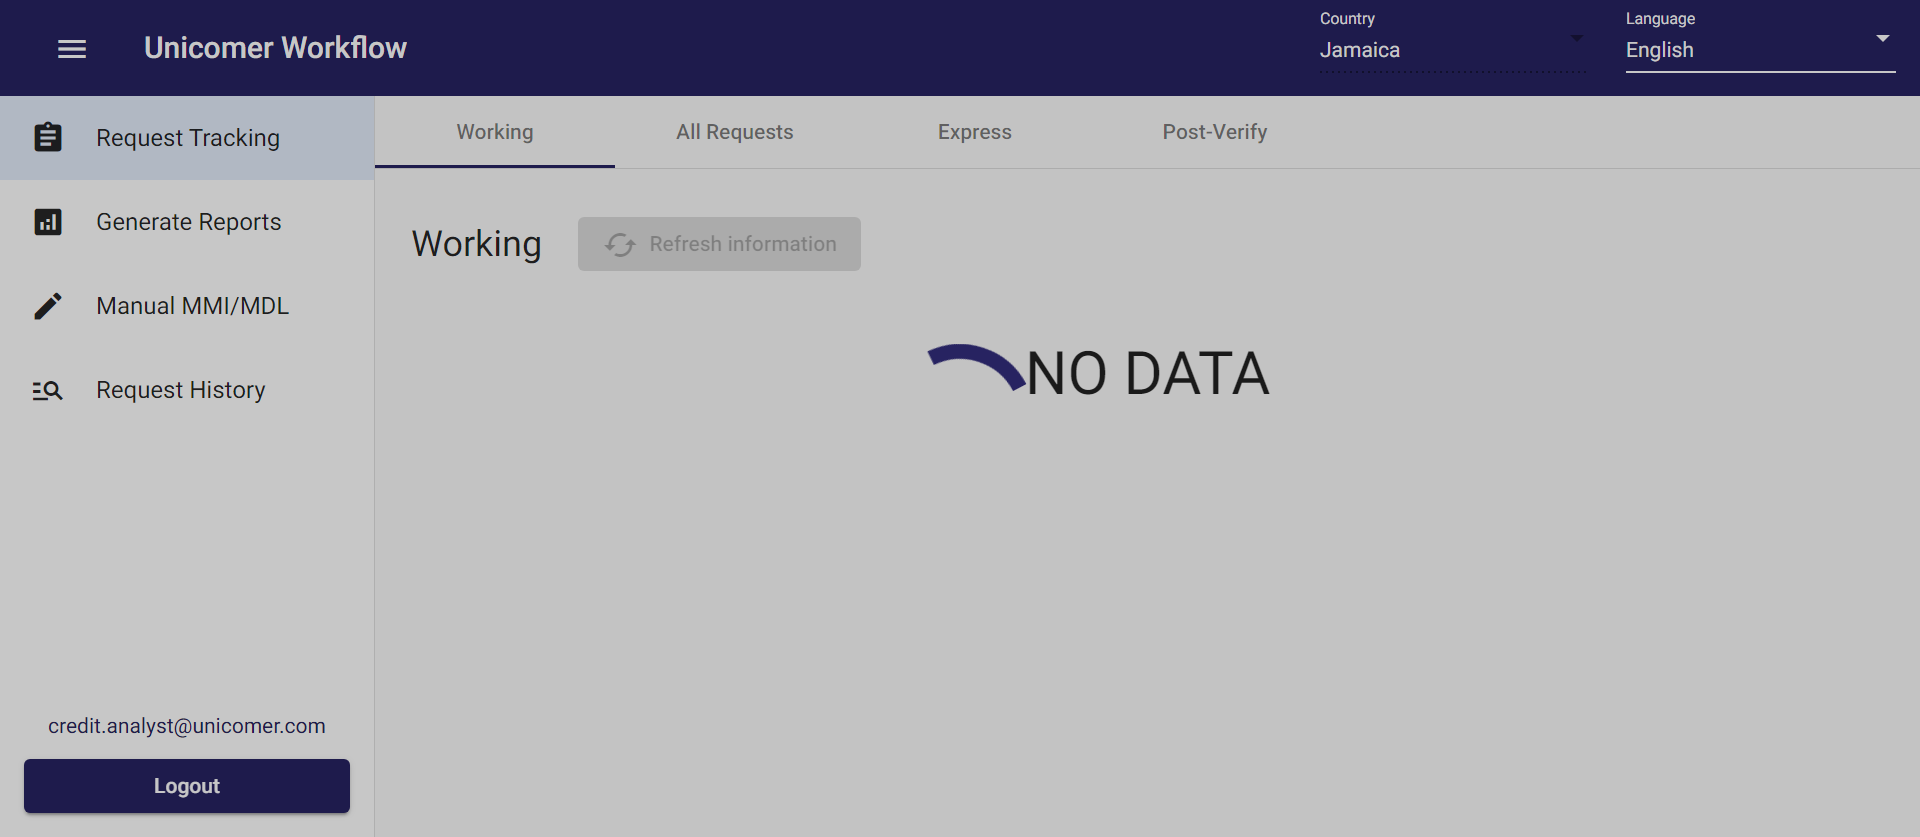 Unicomer Workflow
Country
Jamaica
Language
English
Request Tracking
Generate Reports
Manual MMI/MDL
Request History
credit.analyst@unicomer.com
Logout
Working
All Requests
Express
Post-Verify
Working
Refresh information
NO DATA